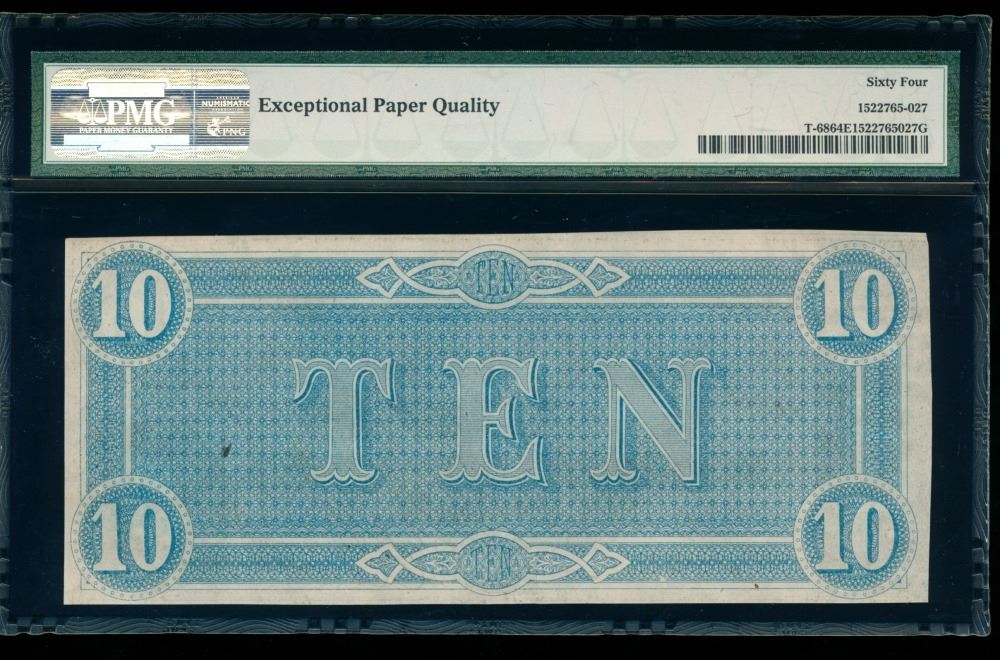 PMG
PAPER MONEY GUARANTY
NUMISMATIC
PNG
Exceptional Paper Quality
Sixty Four
1522765-027
T-6864E1522765027G
10
TEN
10
TEN
10
TEN
10